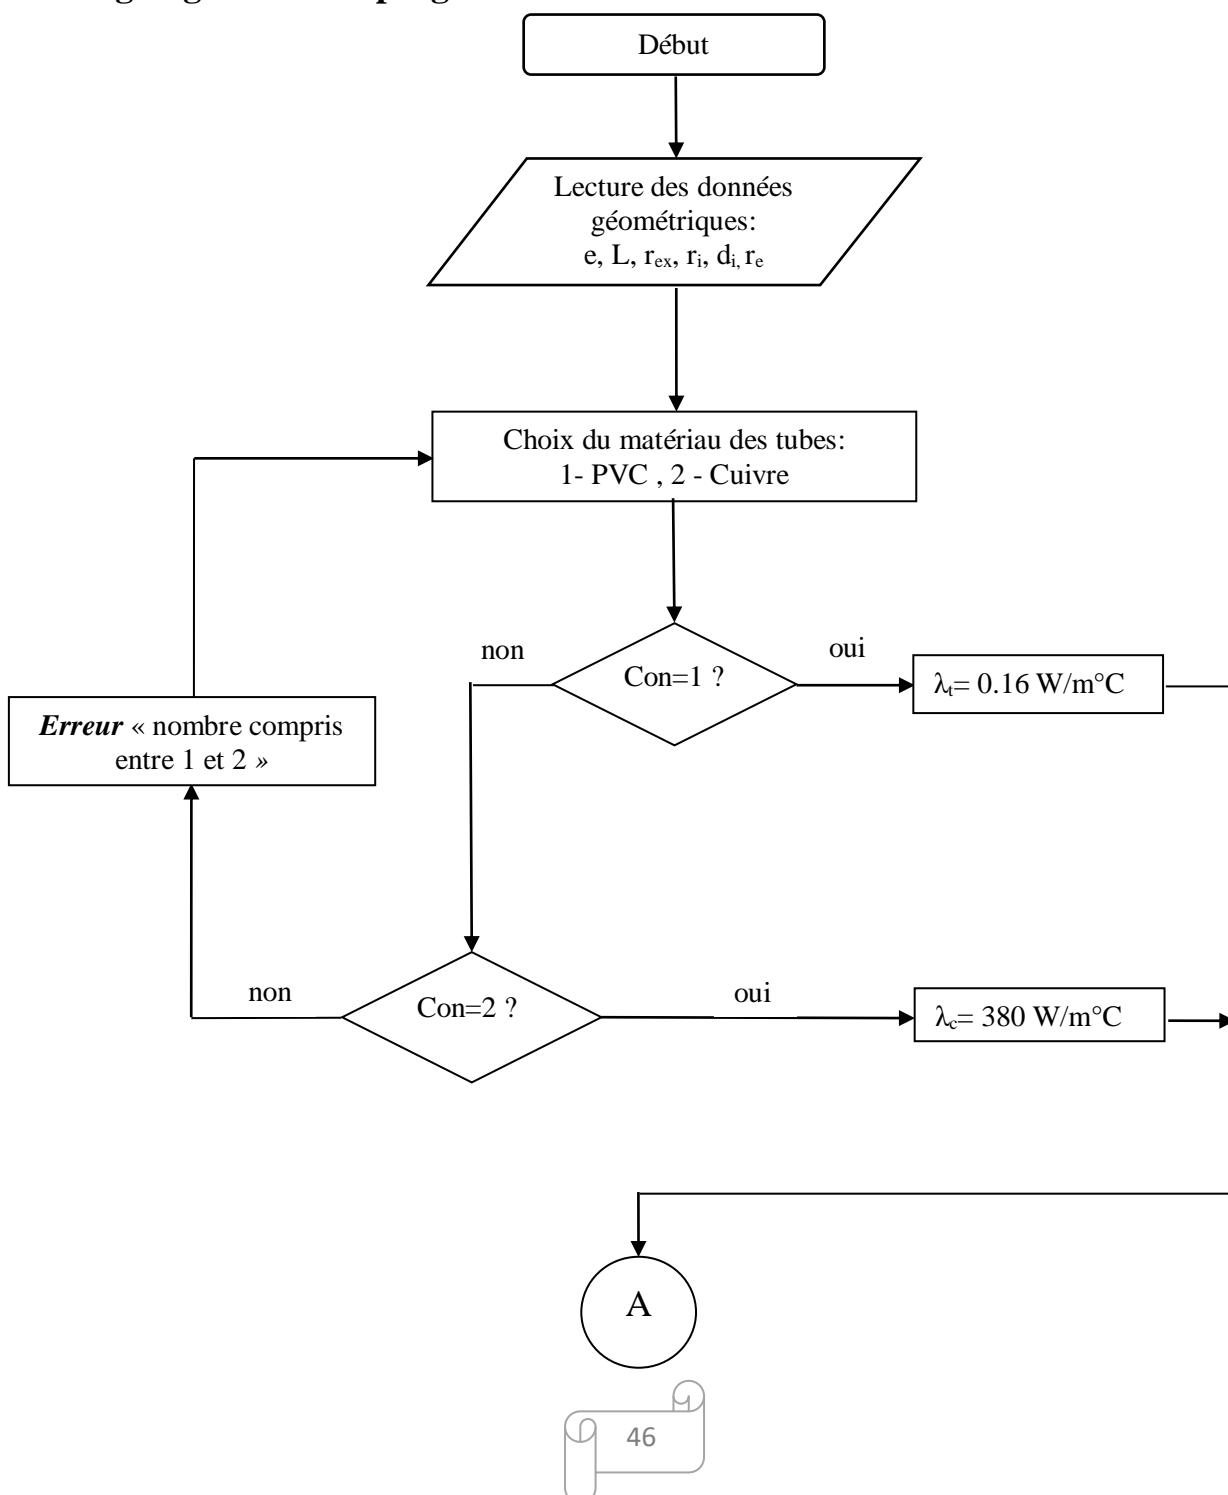 Début
Lecture des données
géométriques:
e, L, rₑₓ, rᵢ, dᵢ, rₑ
Choix du matériau des tubes:
1- PVC , 2 - Cuivre
non
oui
Con=1 ?
λₜ= 0.16 W/m°C
Erreur « nombre compris
entre 1 et 2 »
non
Con=2 ?
oui
λc= 380 W/m°C
A
46